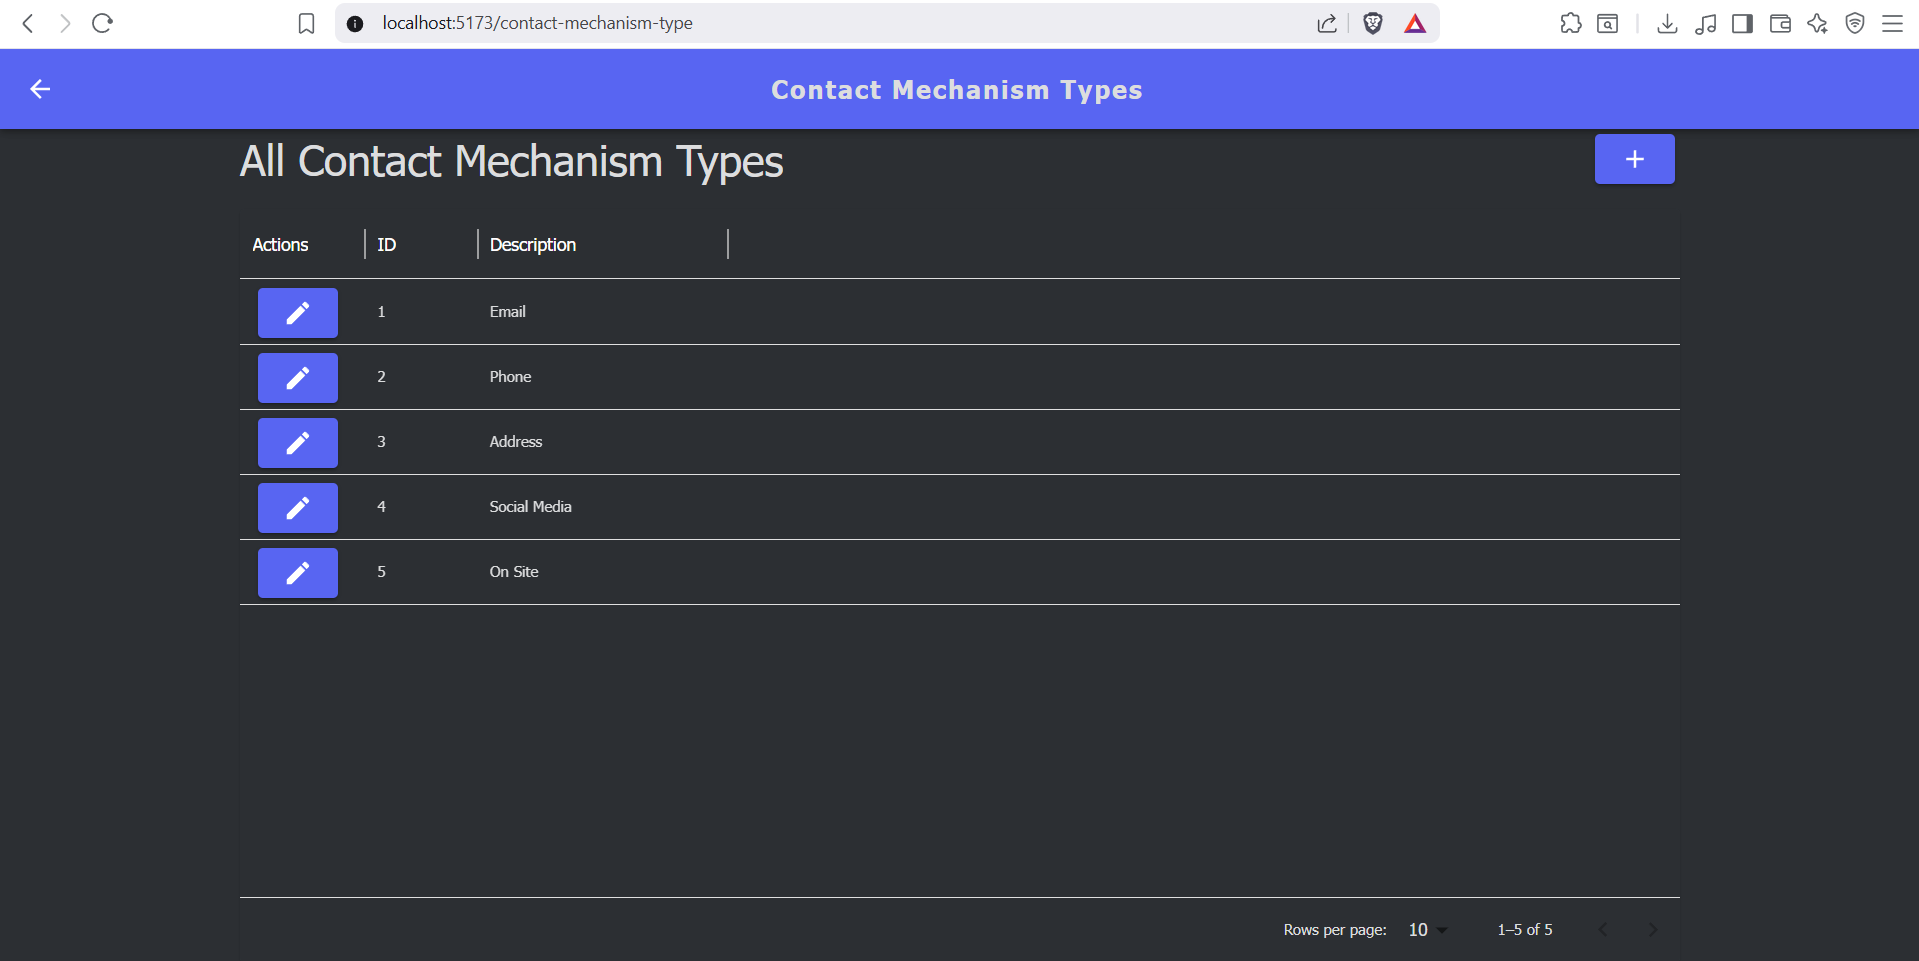 localhost:5173/contact-mechanism-type
Contact Mechanism Types
All Contact Mechanism Types
+
Actions ID Description
1 Email
2 Phone
3 Address
4 Social Media
5 On Site
Rows per page: 10 1–5 of 5